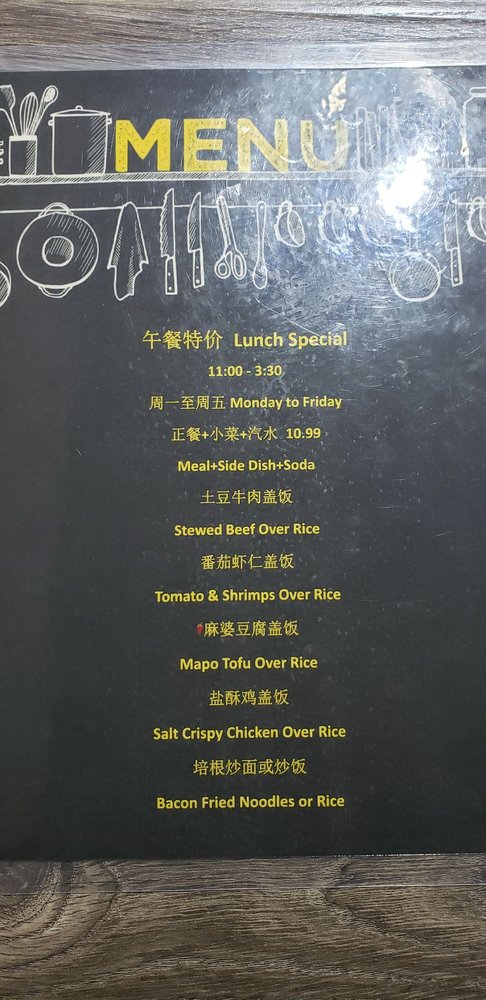 MENU
午餐特价 Lunch Special
11:00 - 3:30
周一至周五 Monday to Friday
正餐+小菜+汽水 10.99
Meal+Side Dish+Soda
土豆牛肉盖饭
Stewed Beef Over Rice
番茄虾仁盖饭
Tomato & Shrimps Over Rice
麻婆豆腐盖饭
Mapo Tofu Over Rice
盐酥鸡盖饭
Salt Crispy Chicken Over Rice
培根炒面或炒饭
Bacon Fried Noodles or Rice